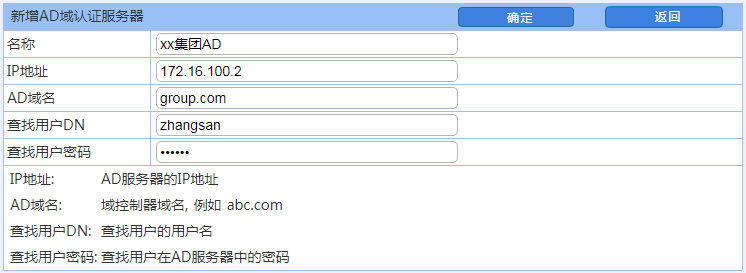 新增AD域认证服务器 确定 返回
名称 xx集团AD
IP地址 172.16.100.2
AD域名 group.com
查找用户DN zhangsan
查找用户密码 ••••••
IP地址: AD服务器的IP地址
AD域名: 域控制器域名, 例如 abc.com
查找用户DN: 查找用户的用户名
查找用户密码: 查找用户在AD服务器中的密码